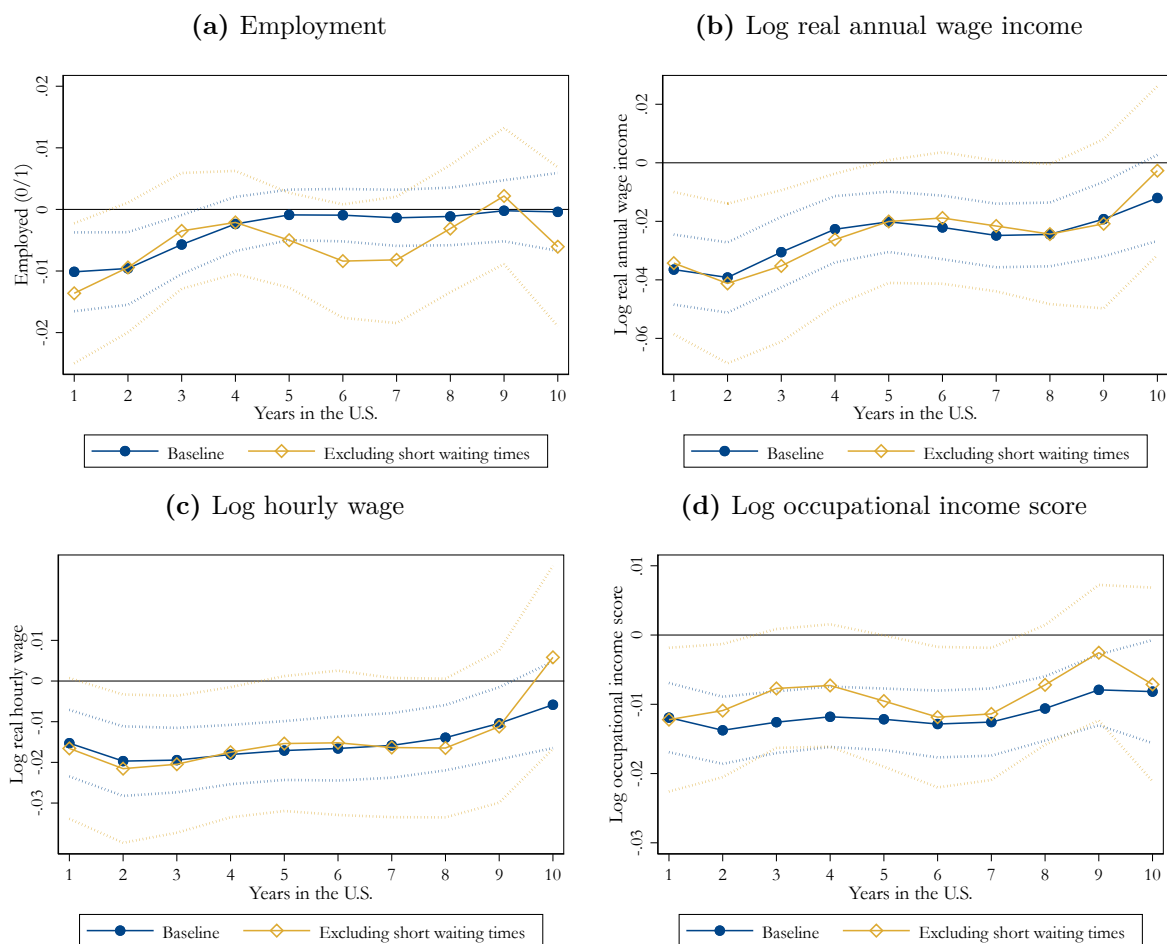 (a) Employment
.02
.01
0
-.01
-.02
Employed (0/1)
1 2 3 4 5 6 7 8 9 10
Years in the U.S.
Baseline Excluding short waiting times
(b) Log real annual wage income
.02
0
-.02
-.04
-.06
Log real annual wage income
1 2 3 4 5 6 7 8 9 10
Years in the U.S.
Baseline Excluding short waiting times
(c) Log hourly wage
.01
0
-.01
-.02
-.03
Log real hourly wage
1 2 3 4 5 6 7 8 9 10
Years in the U.S.
Baseline Excluding short waiting times
(d) Log occupational income score
.01
0
-.01
-.02
-.03
Log occupational income score
1 2 3 4 5 6 7 8 9 10
Years in the U.S.
Baseline Excluding short waiting times